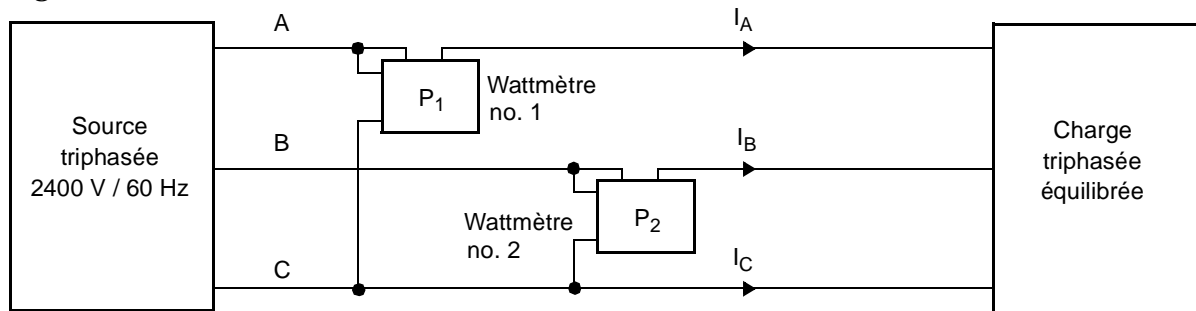 A
I_A
P_1
Wattmètre
no. 1
Source
triphasée
2400 V / 60 Hz
B
I_B
Charge
triphasée
équilibrée
P_2
Wattmètre
no. 2
C
I_C